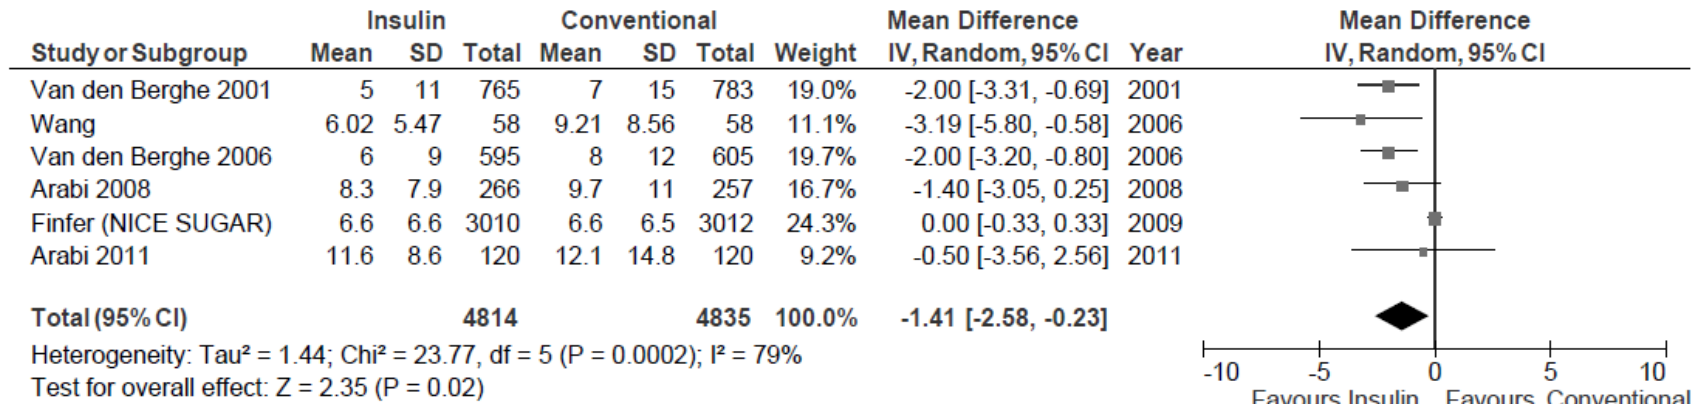 Insulin Conventional Mean Difference Mean Difference
Study or Subgroup Mean SD Total Mean SD Total Weight IV, Random, 95% CI Year IV, Random, 95% CI
Van den Berghe 2001 5 11 765 7 15 783 19.0% -2.00 [-3.31, -0.69] 2001
Wang 6.02 5.47 58 9.21 8.56 58 11.1% -3.19 [-5.80, -0.58] 2006
Van den Berghe 2006 6 9 595 8 12 605 19.7% -2.00 [-3.20, -0.80] 2006
Arabi 2008 8.3 7.9 266 9.7 11 257 16.7% -1.40 [-3.05, 0.25] 2008
Finfer (NICE SUGAR) 6.6 6.6 3010 6.6 6.5 3012 24.3% 0.00 [-0.33, 0.33] 2009
Arabi 2011 11.6 8.6 120 12.1 14.8 120 9.2% -0.50 [-3.56, 2.56] 2011
Total (95% CI) 4814 4835 100.0% -1.41 [-2.58, -0.23]
Heterogeneity: Tau² = 1.44; Chi² = 23.77, df = 5 (P = 0.0002); I² = 79%
Test for overall effect: Z = 2.35 (P = 0.02)
-10 -5 0 5 10
Favours Insulin Favours Conventional